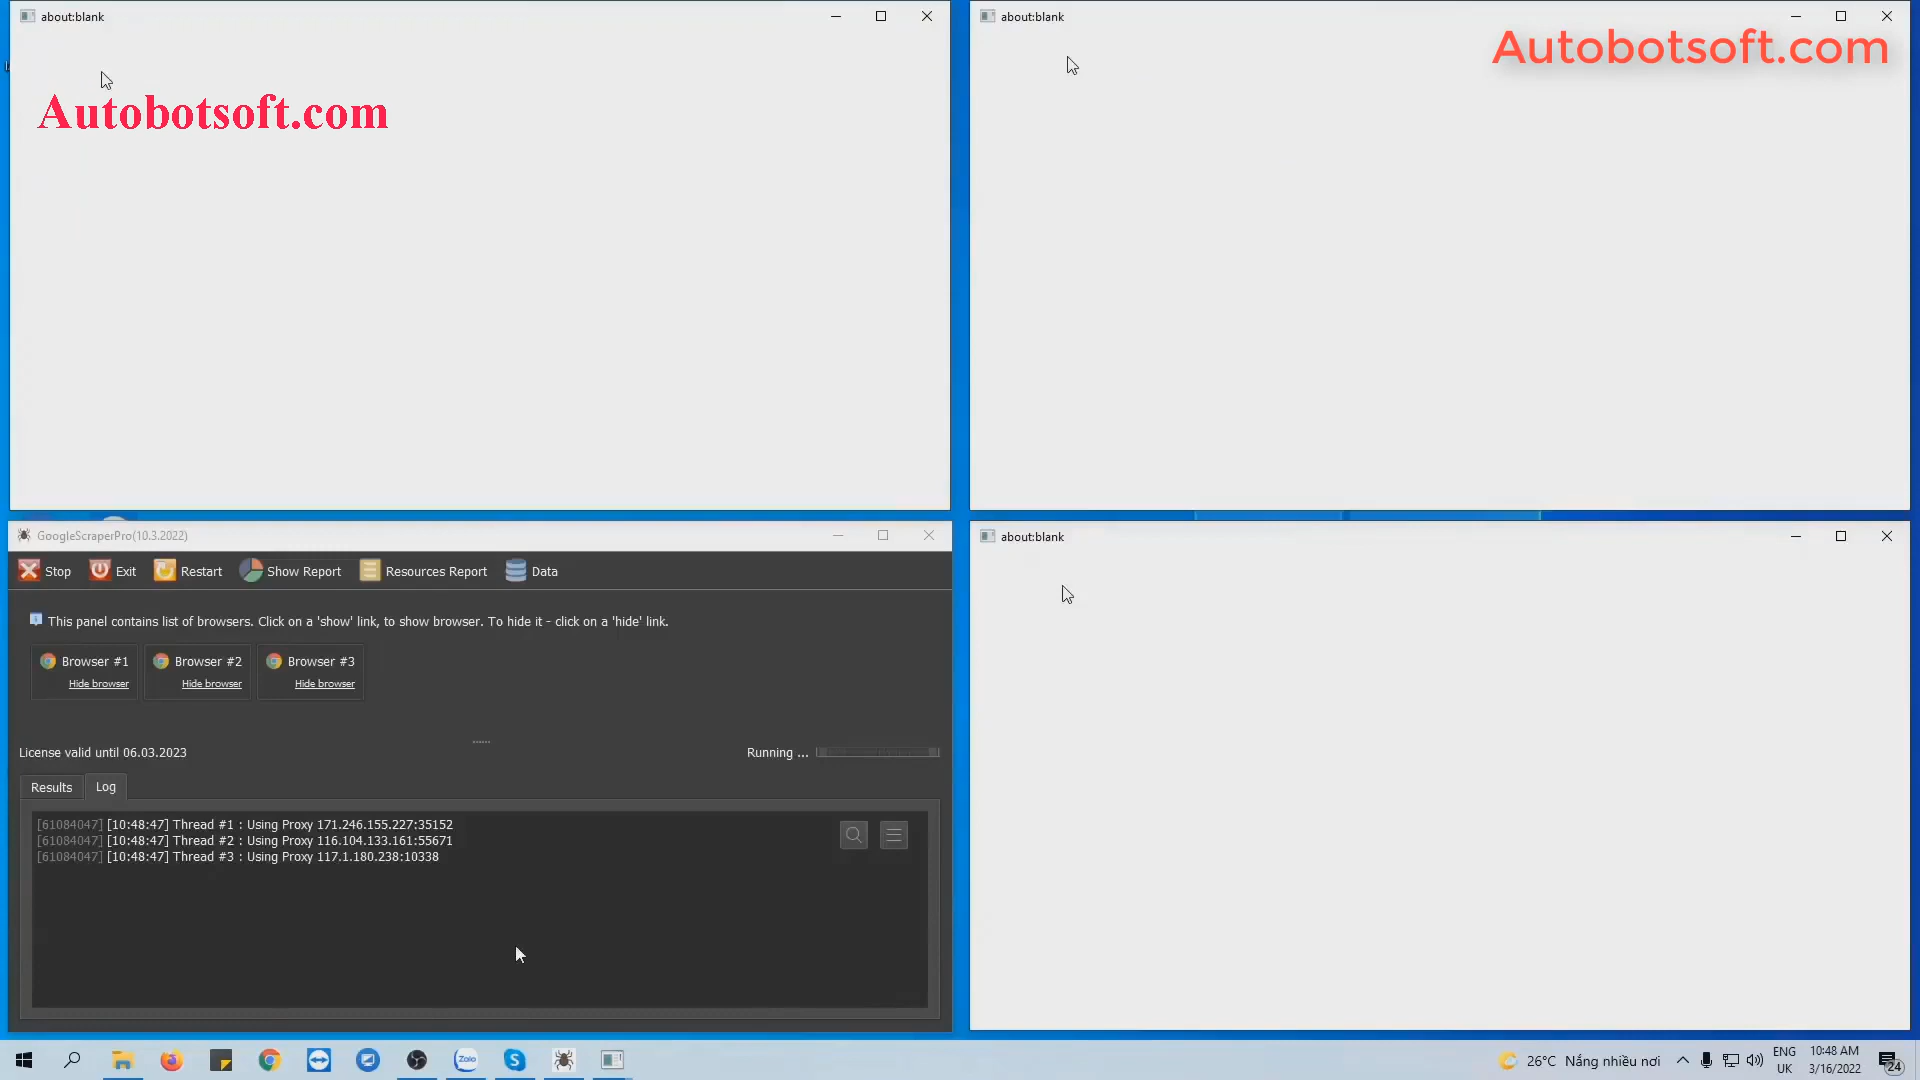 about:blank
about:blank
Autobotsoft.com
Autobotsoft.com
GoogleScraperPro(10.3.2022)
about:blank
Stop Exit Restart Show Report Resources Report Data
This panel contains list of browsers. Click on a 'show' link, to show browser. To hide it - click on a 'hide' link.
Browser #1 Browser #2 Browser #3
Hide browser Hide browser Hide browser
License valid until 06.03.2023
Running ...
Results Log
[61084047] [10:48:47] Thread #1 : Using Proxy 171.246.155.227:35152
[61084047] [10:48:47] Thread #2 : Using Proxy 116.104.133.161:55671
[61084047] [10:48:47] Thread #3 : Using Proxy 117.1.180.238:10338
Zalo
26°C Nắng nhiều nơi
ENG
UK
10:48 AM
3/16/2022
24